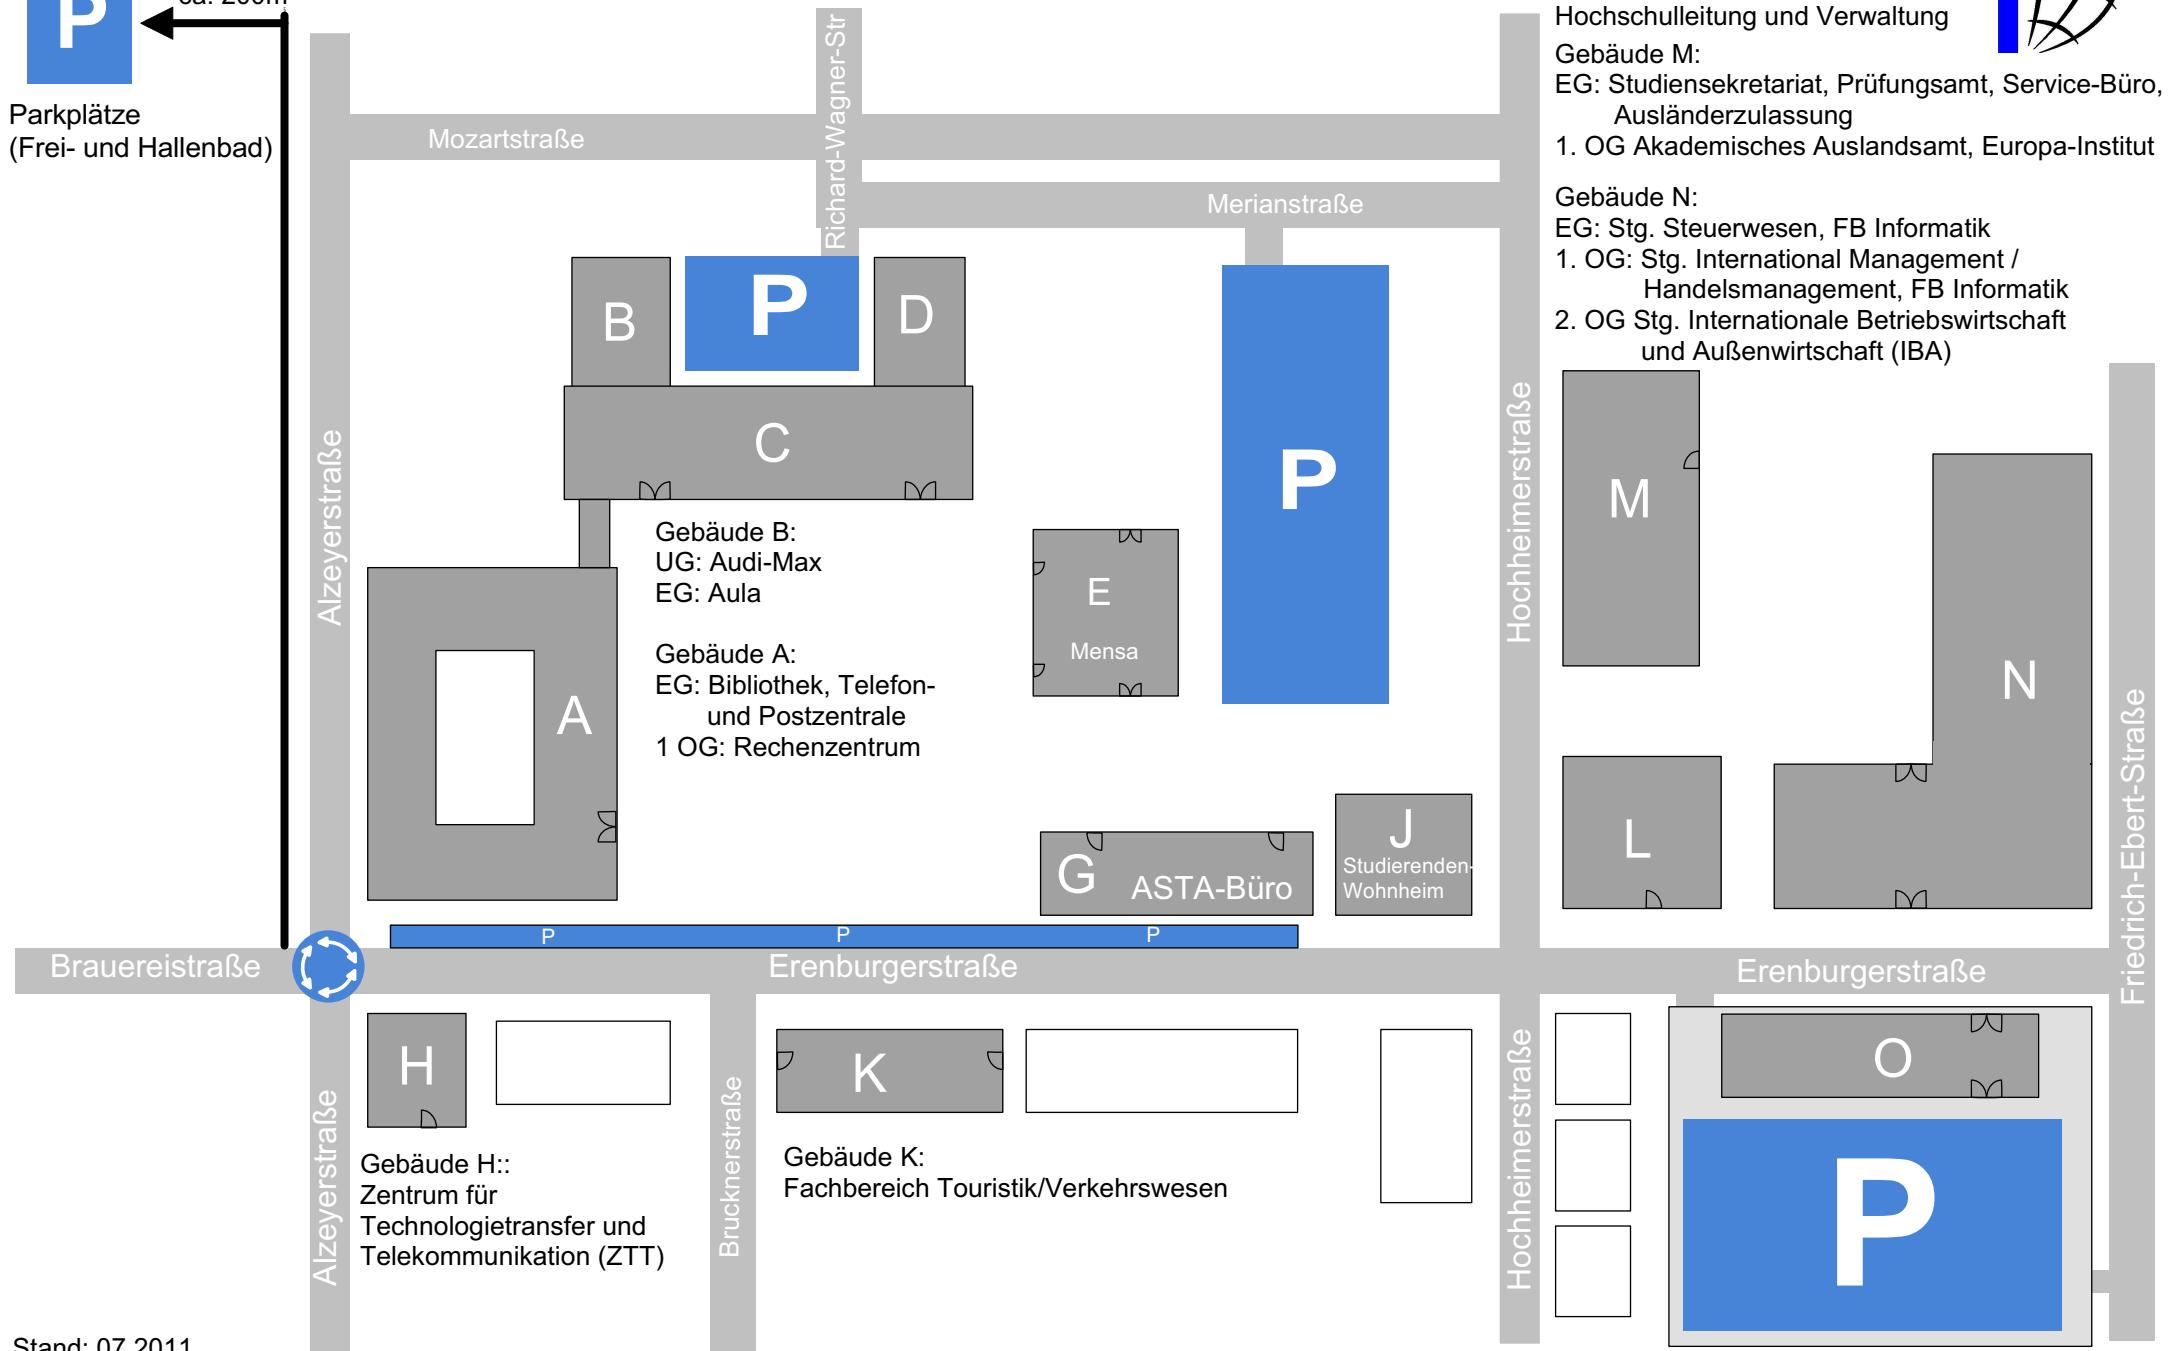 P
ca. 200m
Parkplätze
(Frei- und Hallenbad)
Hochschulleitung und Verwaltung
Gebäude M:
EG: Studiensekretariat, Prüfungsamt, Service-Büro,
Ausländerzulassung
1. OG Akademisches Auslandsamt, Europa-Institut
Gebäude N:
EG: Stg. Steuerwesen, FB Informatik
1. OG: Stg. International Management /
Handelsmanagement, FB Informatik
2. OG Stg. Internationale Betriebswirtschaft
und Außenwirtschaft (IBA)
Mozartstraße
Richard-Wagner-Str
Merianstraße
B
P
D
C
Alzeyerstraße
Gebäude B:
UG: Audi-Max
EG: Aula
Gebäude A:
EG: Bibliothek, Telefon-
und Postzentrale
1 OG: Rechenzentrum
A
E
Mensa
P
Hochheimerstraße
M
N
L
Friedrich-Ebert-Straße
G
ASTA-Büro
J
Studierenden-
Wohnheim
P
P
P
Brauereistraße
Erenburgerstraße
Erenburgerstraße
H
K
O
P
Alzeyerstraße
Brucknerstraße
Hochheimerstraße
Gebäude H::
Zentrum für
Technologietransfer und
Telekommunikation (ZTT)
Gebäude K:
Fachbereich Touristik/Verkehrswesen
Stand: 07.2011